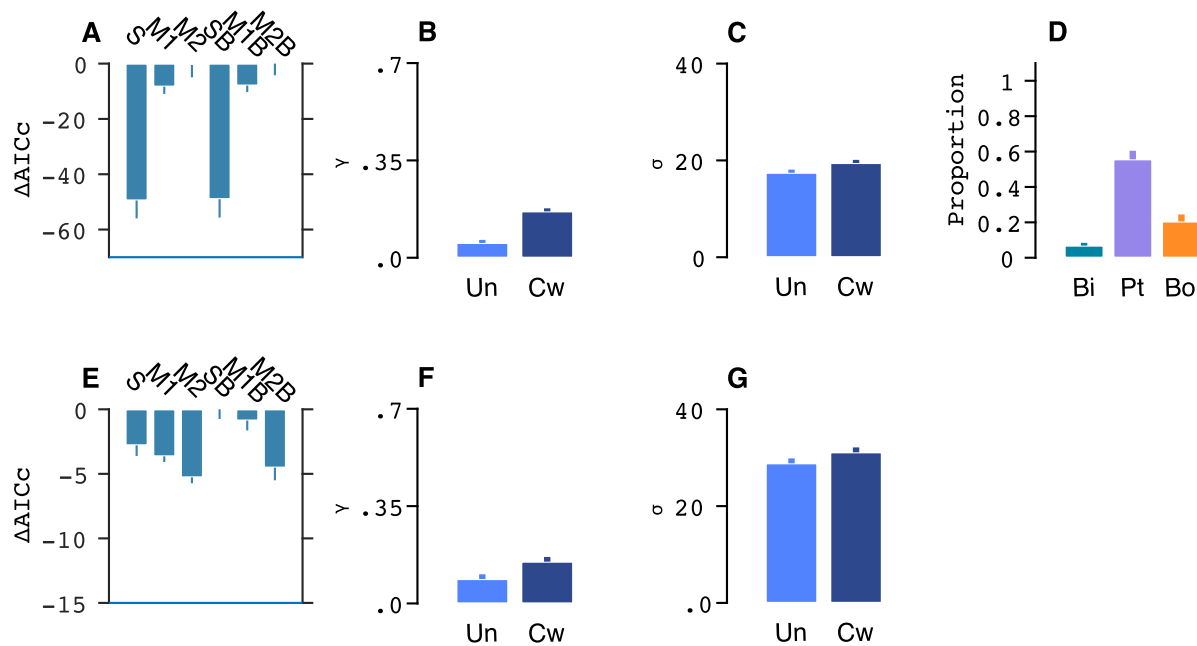 A
S M1 M2 SB M1B M2B
0
−20
−40
−60
ΔAICc
B
.7
.35
.0
γ
Un Cw
C
40
20
0
σ
Un Cw
D
1
0.8
0.6
0.4
0.2
0
Proportion
Bi Pt Bo
E
S M1 M2 SB M1B M2B
0
−5
−10
−15
ΔAICc
F
.7
.35
.0
γ
Un Cw
G
40
20
.0
σ
Un Cw